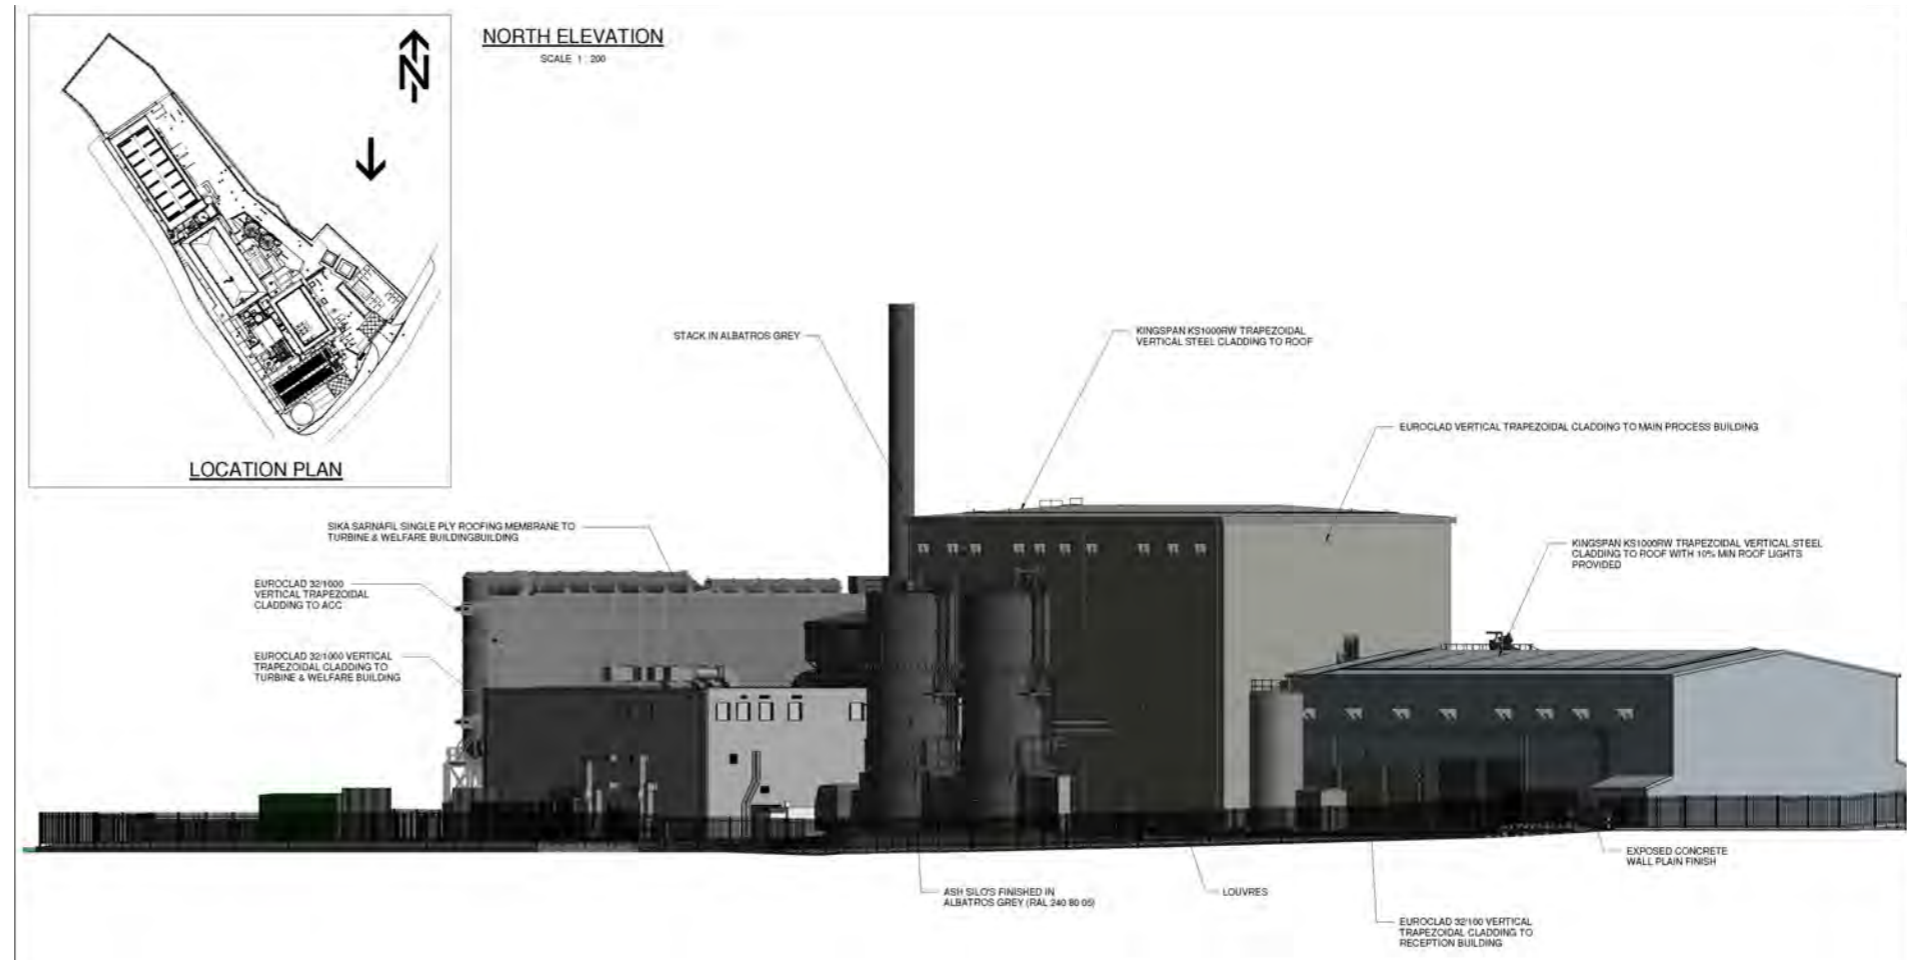 N
NORTH ELEVATION
SCALE 1 : 200
LOCATION PLAN
STACK IN ALBATROS GREY
KINGSPAN KS1000RW TRAPEZOIDAL
VERTICAL STEEL CLADDING TO ROOF
EUROCLAD VERTICAL TRAPEZOIDAL CLADDING TO MAIN PROCESS BUILDING
SIKA SARNAFIL SINGLE PLY ROOFING MEMBRANE TO
TURBINE & WELFARE BUILDINGBUILDING
KINGSPAN KS1000RW TRAPEZOIDAL VERTICAL STEEL
CLADDING TO ROOF WITH 10% MIN ROOF LIGHTS
PROVIDED
EUROCLAD 32/1000
VERTICAL TRAPEZOIDAL
CLADDING TO ACC
EUROCLAD 32/1000 VERTICAL
TRAPEZOIDAL CLADDING TO
TURBINE & WELFARE BUILDING
EXPOSED CONCRETE
WALL PLAIN FINISH
ASH SILO'S FINISHED IN
ALBATROS GREY (RAL 240 80 05)
LOUVRES
EUROCLAD 32/100 VERTICAL
TRAPEZOIDAL CLADDING TO
RECEPTION BUILDING